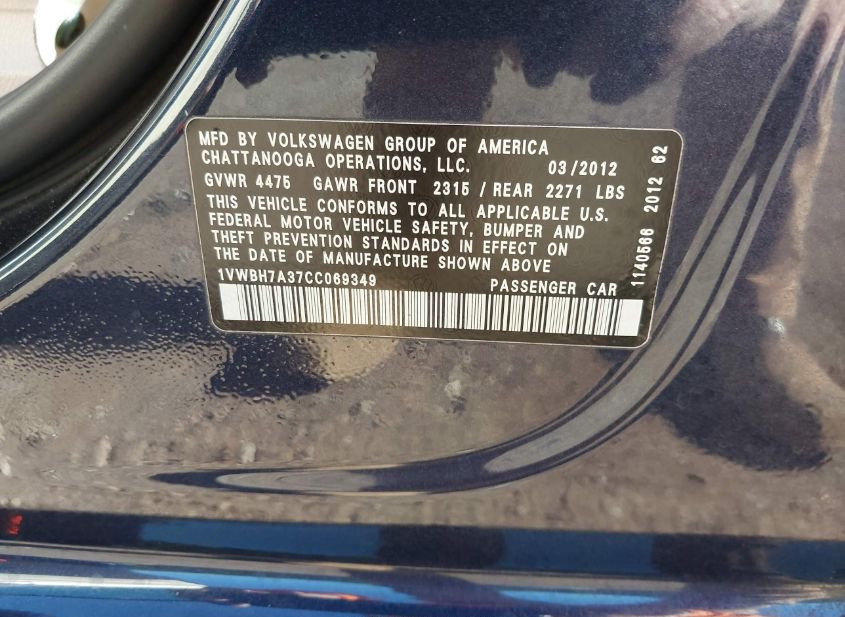 MFD BY VOLKSWAGEN GROUP OF AMERICA
CHATTANOOGA OPERATIONS, LLC. 03/2012
GVWR 4475 GAWR FRONT 2315 / REAR 2271 LBS
THIS VEHICLE CONFORMS TO ALL APPLICABLE U.S.
FEDERAL MOTOR VEHICLE SAFETY, BUMPER AND
THEFT PREVENTION STANDARDS IN EFFECT ON
THE DATE OF MANUFACTURE SHOWN ABOVE
1VWBH7A37CC069349 PASSENGER CAR
1140566 2012 62